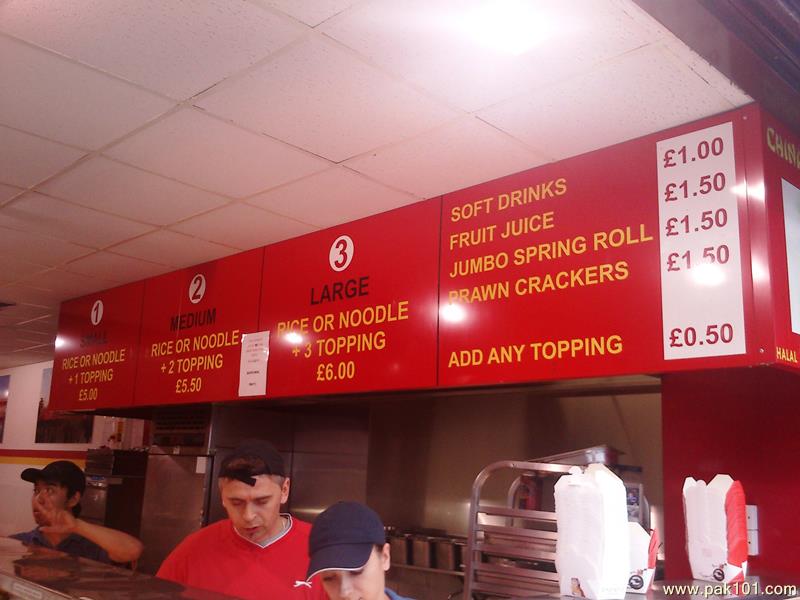 1
SMALL
RICE OR NOODLE
+ 1 TOPPING
£5.00
2
MEDIUM
RICE OR NOODLE
+ 2 TOPPING
£5.50
3
LARGE
RICE OR NOODLE
+ 3 TOPPING
£6.00
SOFT DRINKS £1.00
FRUIT JUICE £1.50
JUMBO SPRING ROLL £1.50
PRAWN CRACKERS £1.50
ADD ANY TOPPING £0.50
HALAL
www.pak101.com